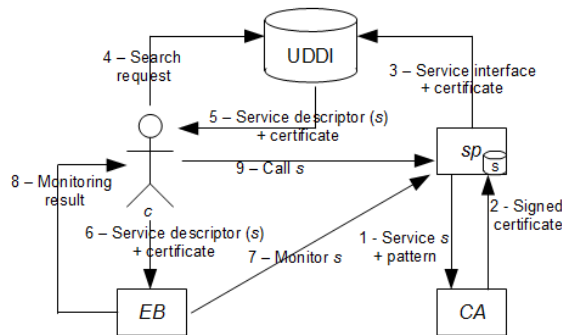 UDDI
4 – Search
request
3 – Service interface
+ certificate
5 – Service descriptor (s)
+ certificate
sp
s
9 – Call s
8 – Monitoring
result
c
2 - Signed
certificate
6 – Service descriptor (s)
+ certificate
1 - Service s
+ pattern
7 – Monitor s
EB
CA